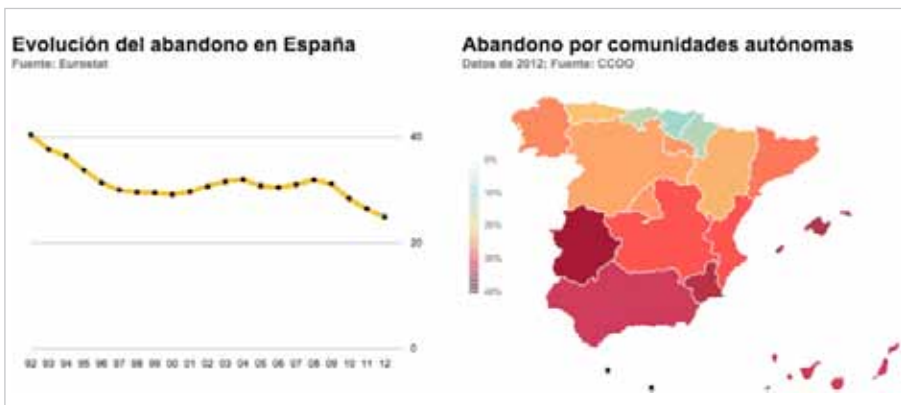 Evolución del abandono en España
Fuente: Eurostat
40
20
0
92 93 94 95 96 97 98 99 00 01 02 03 04 05 06 07 08 09 10 11 12
Abandono por comunidades autónomas
Datos de 2012; Fuente: CCOO
0%
10%
20%
30%
40%